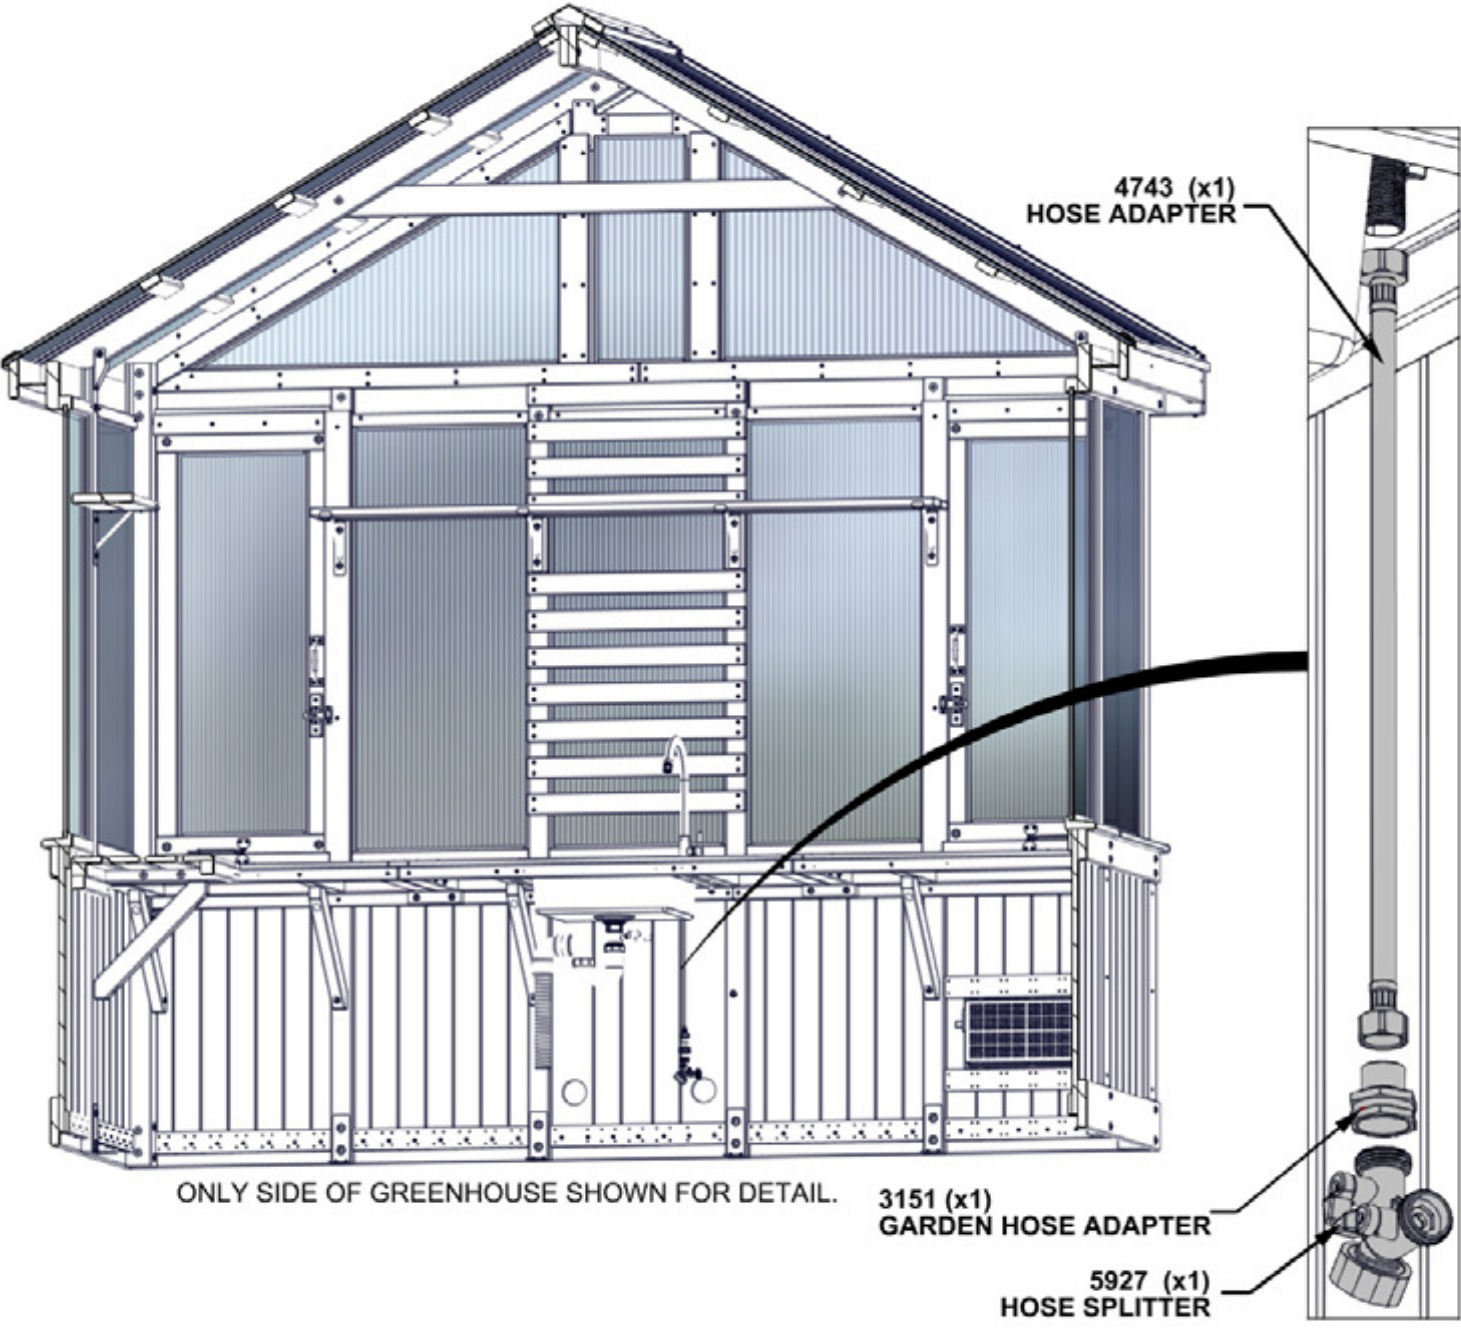 4743 (x1)
HOSE ADAPTER
ONLY SIDE OF GREENHOUSE SHOWN FOR DETAIL.
3151 (x1)
GARDEN HOSE ADAPTER
5927 (x1)
HOSE SPLITTER